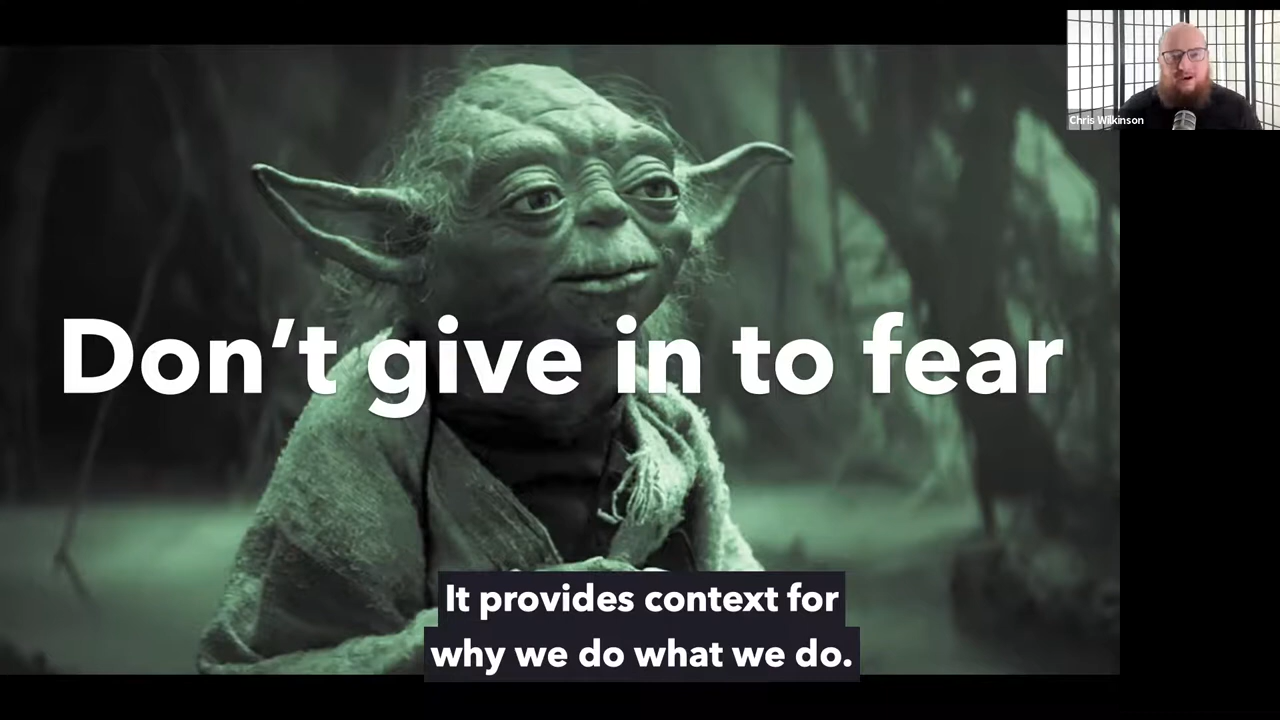 Chris Wilkinson
Don’t give in to fear
It provides context for
why we do what we do.